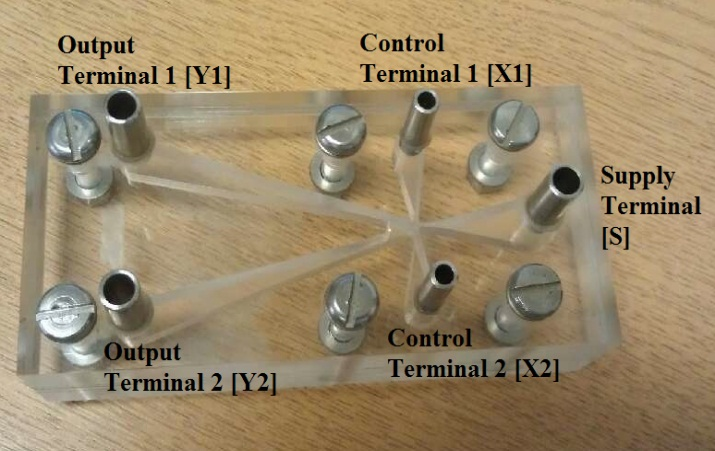 Output
Terminal 1 [Y1]
Control
Terminal 1 [X1]
Supply
Terminal
[S]
Output
Terminal 2 [Y2]
Control
Terminal 2 [X2]